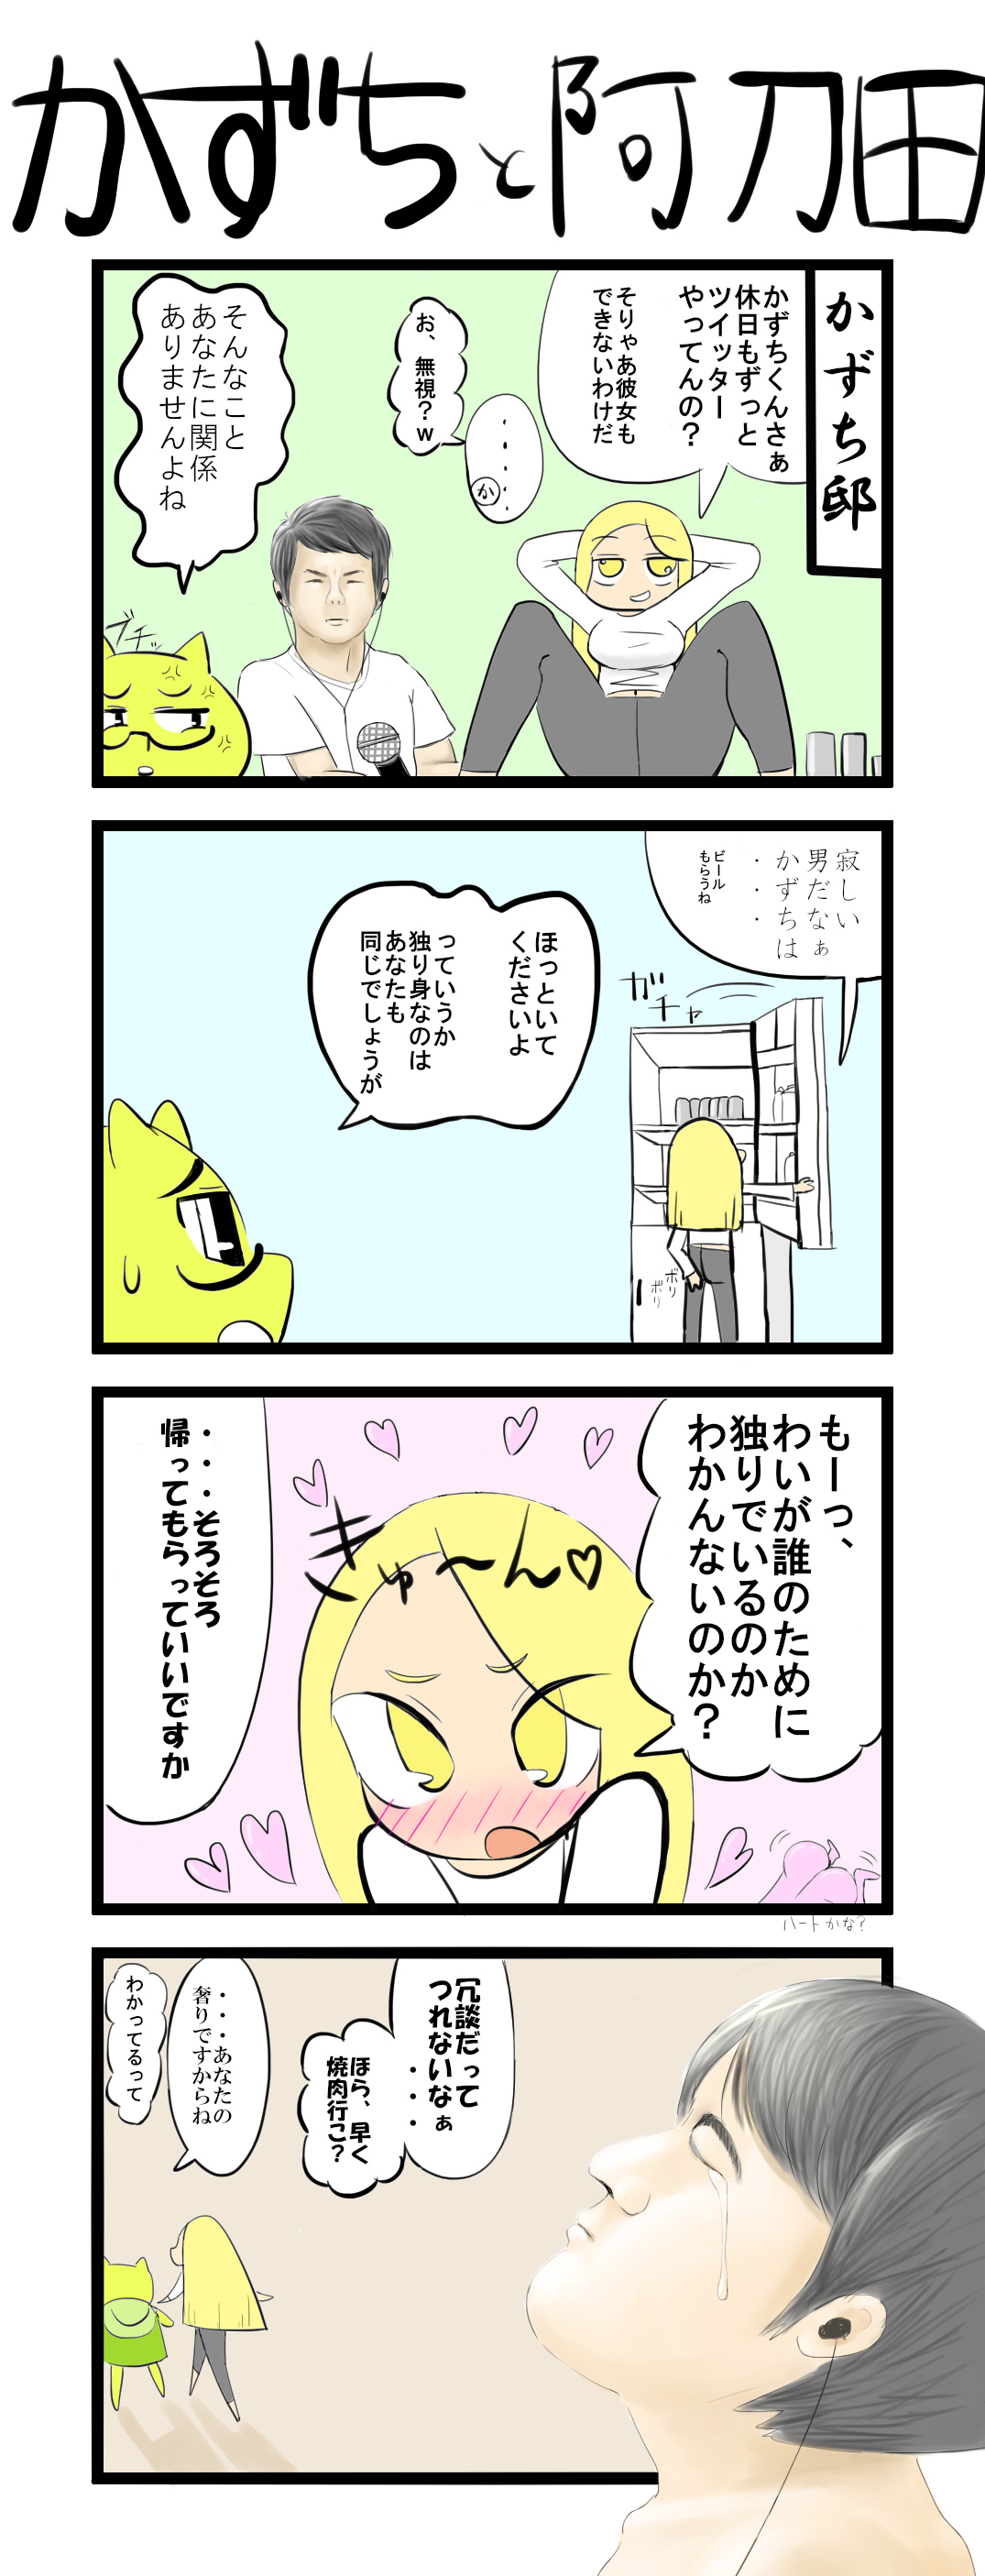 かずちと阿刀田
かずち邸
かずちくんさぁ
休日もずっと
ツイッター
やってんの?
そりゃあ彼女も
できないわけだ
・・・・・
か
お、無視?w
そんなこと
あなたに関係
ありませんよね
ブチッ
寂しい
男だなぁ
かずちは
・・・
ビール
もらうね
ガチャ
ほっといて
くださいよ
っていうか
独り身なのは
あなたも
同じでしょうが
ボリ
ボリ
もーっ、
わいが誰のために
独りでいるのか
わかんないのか?
きゅ〜ん♡
・・・そろそろ
帰ってもらっていいですか
ハートかな?
冗談だって
つれないなぁ
・・・
ほら、早く
焼肉行こ?
・・・あなたの
奢りですからね
わかってるって